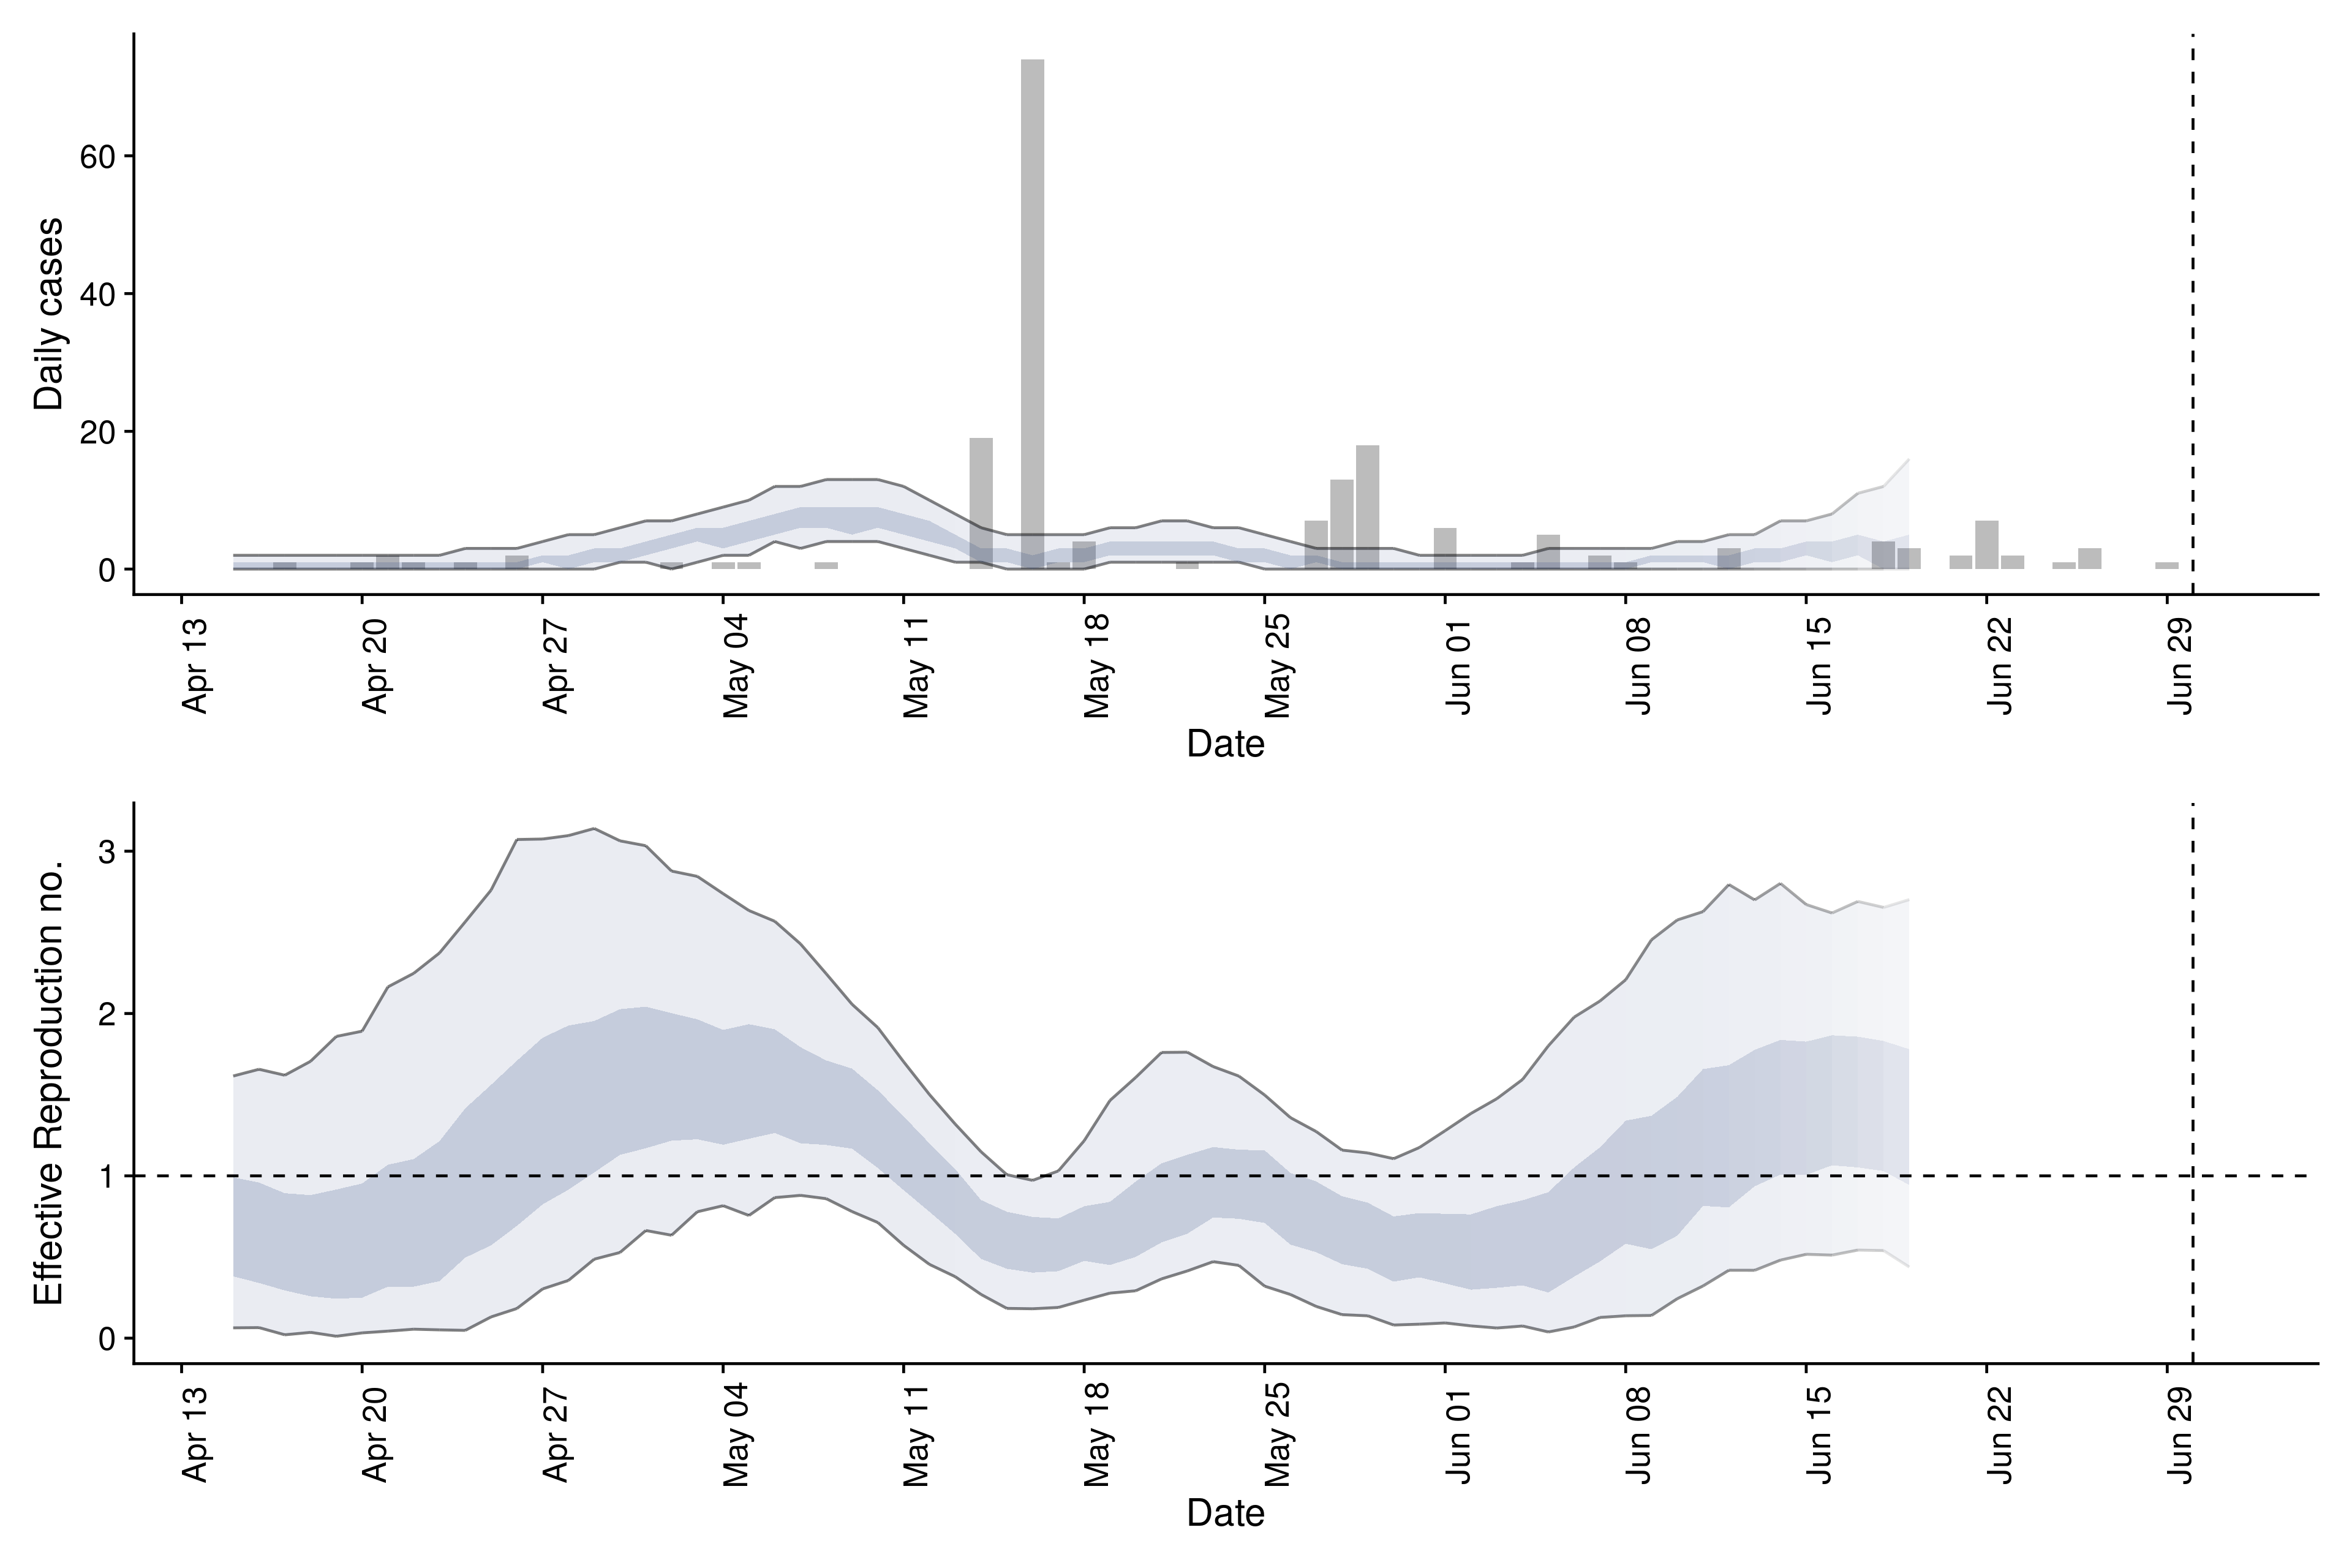 Daily cases
60
40
20
0
Apr 13
Apr 20
Apr 27
May 04
May 11
May 18
May 25
Jun 01
Jun 08
Jun 15
Jun 22
Jun 29
Date
Effective Reproduction no.
3
2
1
0
Apr 13
Apr 20
Apr 27
May 04
May 11
May 18
May 25
Jun 01
Jun 08
Jun 15
Jun 22
Jun 29
Date